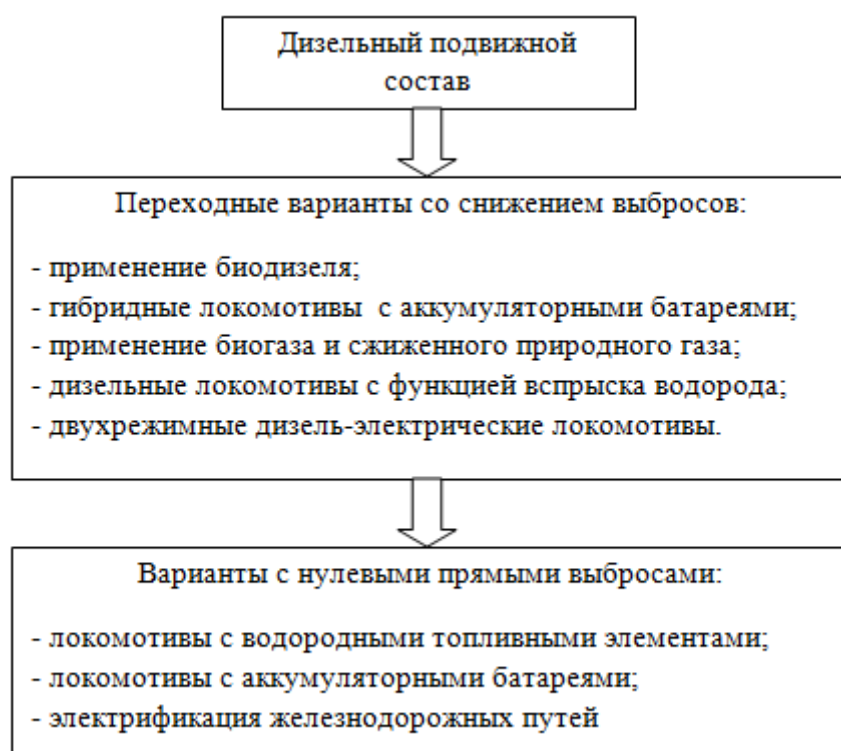 Дизельный подвижной
состав
Переходные варианты со снижением выбросов:
- применение биодизеля;
- гибридные локомотивы с аккумуляторными батареями;
- применение биогаза и сжиженного природного газа;
- дизельные локомотивы с функцией вспрыска водорода;
- двухрежимные дизель-электрические локомотивы.
Варианты с нулевыми прямыми выбросами:
- локомотивы с водородными топливными элементами;
- локомотивы с аккумуляторными батареями;
- электрификация железнодорожных путей